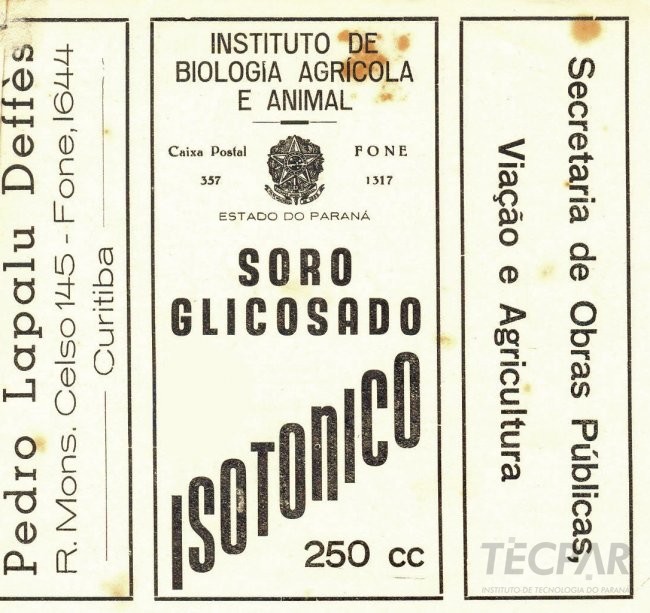 Pedro Lapalu Deffès
R. Mons. Celso 145 - Fone, 1644
Curitiba
INSTITUTO DE
BIOLOGIA AGRÍCOLA
E ANIMAL
Caixa Postal
357
FONE
1317
ESTADO DO PARANÁ
SORO
GLICOSADO
ISOTONICO
250 cc
Secretaria de Obras Públicas,
Viação e Agricultura
TECPAR
INSTITUTO DE TECNOLOGIA DO PARANÁ